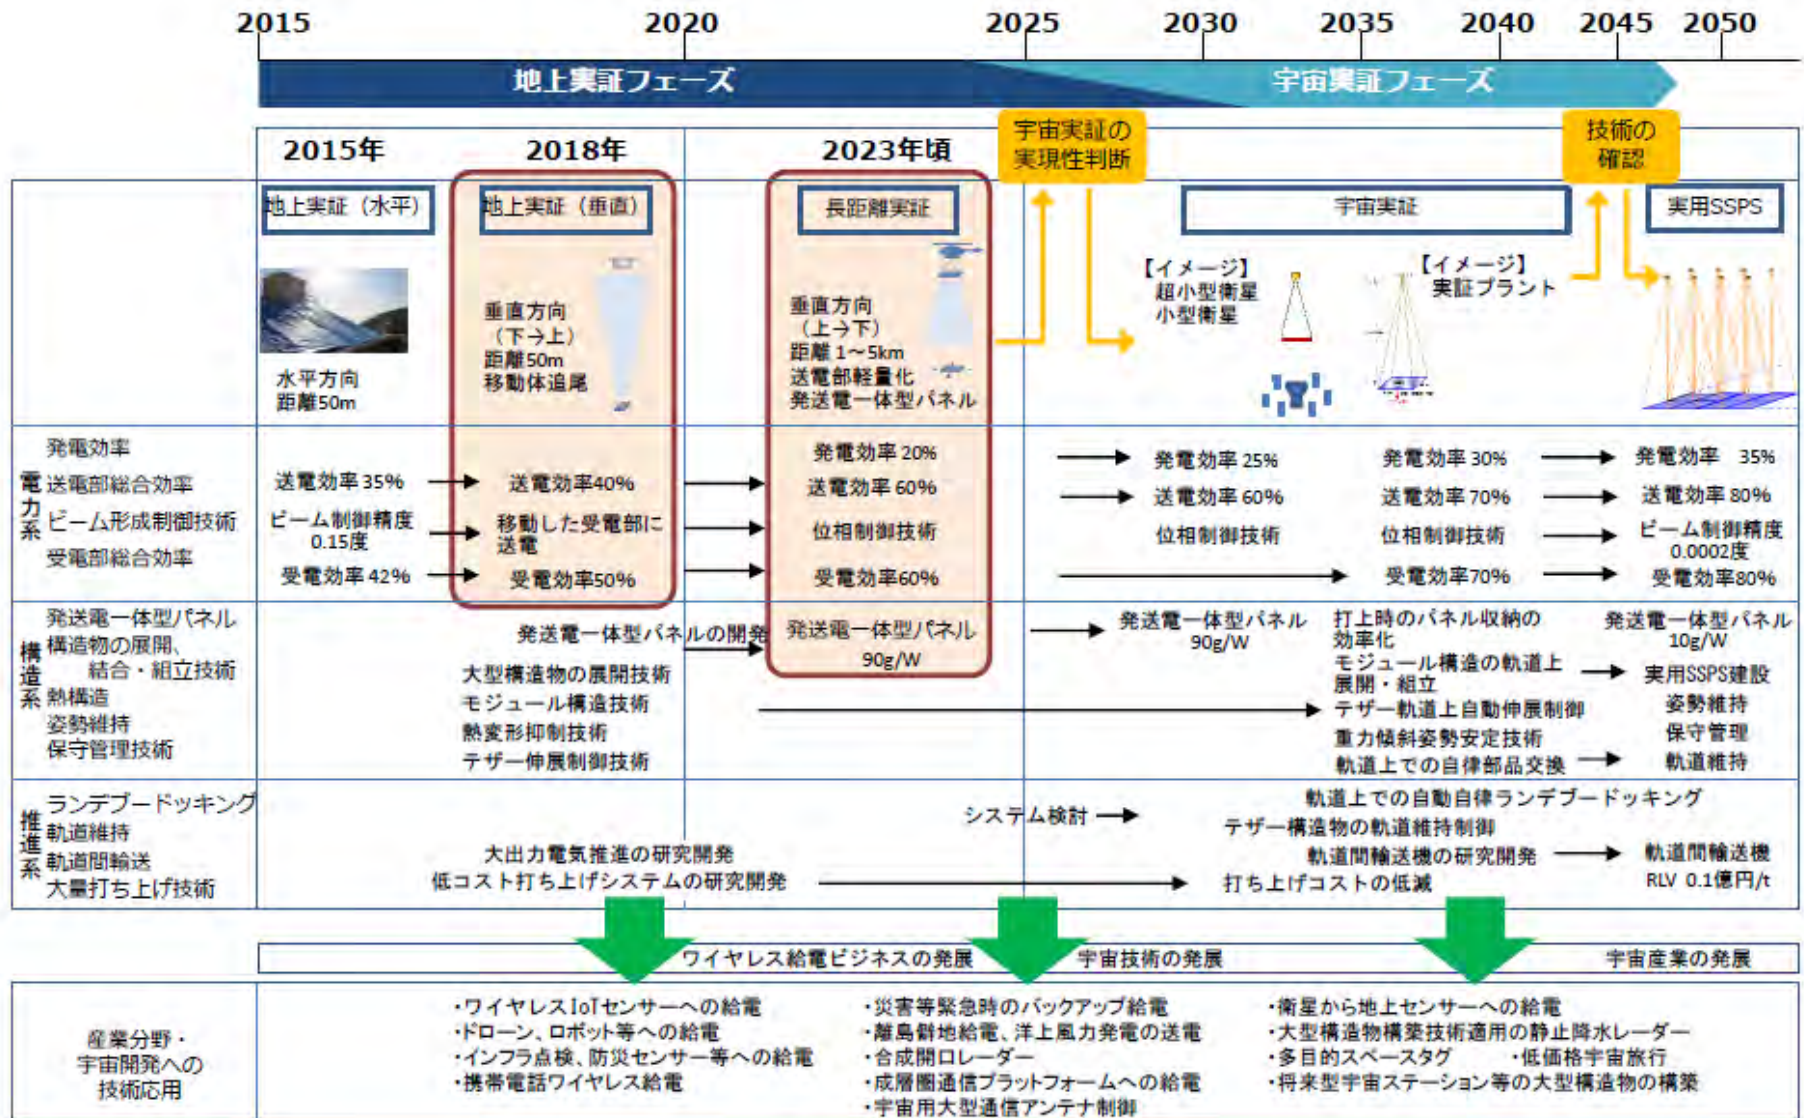 2015
2020
2025
2030
2035
2040
2045
2050
地上実証フェーズ
宇宙実証フェーズ
2015年
2018年
2023年頃
宇宙実証の
実現性判断
技術の
確認
地上実証（水平）
地上実証（垂直）
長距離実証
宇宙実証
実用SSPS
水平方向
距離50m
垂直方向
（下→上）
距離50m
移動体追尾
垂直方向
（上→下）
距離1～5km
送電部軽量化
発送電一体型パネル
【イメージ】
超小型衛星
小型衛星
【イメージ】
実証プラント
電力系
発電効率
送電部総合効率
ビーム形成制御技術
受電部総合効率
発電効率20%
発電効率25%
発電効率30%
発電効率 35%
送電効率35%
送電効率40%
送電効率60%
送電効率60%
送電効率70%
送電効率80%
ビーム制御精度
0.15度
移動した受電部に
送電
位相制御技術
位相制御技術
位相制御技術
ビーム制御精度
0.0002度
受電効率42%
受電効率50%
受電効率60%
受電効率70%
受電効率80%
構造系
発送電一体型パネル
構造物の展開、
結合・組立技術
熱構造
姿勢維持
保守管理技術
発送電一体型パネルの開発
大型構造物の展開技術
モジュール構造技術
熱変形抑制技術
テザー伸展制御技術
発送電一体型パネル
90g/W
発送電一体型パネル
90g/W
打上時のパネル収納の
効率化
モジュール構造の軌道上
展開・組立
テザー軌道上自動伸展制御
重力傾斜姿勢安定技術
軌道上での自律部品交換
発送電一体型パネル
10g/W
実用SSPS建設
姿勢維持
保守管理
軌道維持
推進系
ランデブードッキング
軌道維持
軌道間輸送
大量打ち上げ技術
大出力電気推進の研究開発
低コスト打ち上げシステムの研究開発
システム検討
軌道上での自動自律ランデブードッキング
テザー構造物の軌道維持制御
軌道間輸送機の研究開発
打ち上げコストの低減
軌道間輸送機
RLV 0.1億円/t
ワイヤレス給電ビジネスの発展
宇宙技術の発展
宇宙産業の発展
産業分野・
宇宙開発への
技術応用
・ワイヤレスIoTセンサーへの給電
・ドローン、ロボット等への給電
・インフラ点検、防災センサー等への給電
・携帯電話ワイヤレス給電
・災害等緊急時のバックアップ給電
・離島僻地給電、洋上風力発電の送電
・合成開口レーダー
・成層圏通信プラットフォームへの給電
・宇宙用大型通信アンテナ制御
・衛星から地上センサーへの給電
・大型構造物構築技術適用の静止降水レーダー
・多目的スペースタグ ・低価格宇宙旅行
・将来型宇宙ステーション等の大型構造物の構築